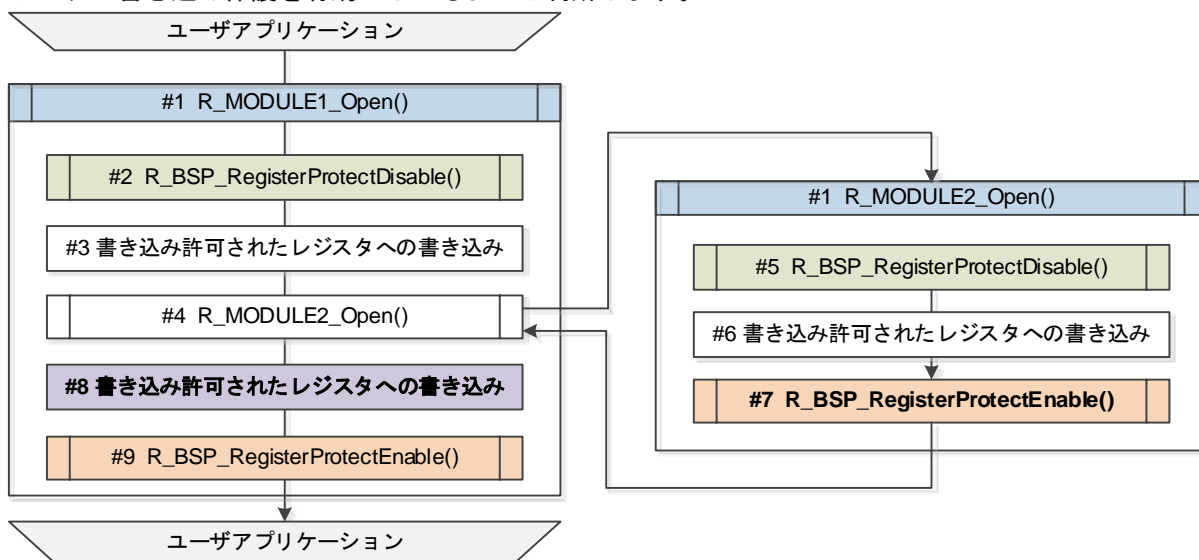 ユーザアプリケーション
#1 R_MODULE1_Open()
#2 R_BSP_RegisterProtectDisable()
#3 書き込み許可されたレジスタへの書き込み
#4 R_MODULE2_Open()
#1 R_MODULE2_Open()
#5 R_BSP_RegisterProtectDisable()
#6 書き込み許可されたレジスタへの書き込み
#7 R_BSP_RegisterProtectEnable()
#8 書き込み許可されたレジスタへの書き込み
#9 R_BSP_RegisterProtectEnable()
ユーザアプリケーション